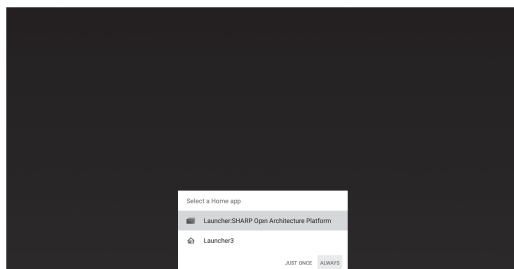 Select a Home app
Launcher:SHARP Open Architecture Platform
Launcher3
JUST ONCE ALWAYS